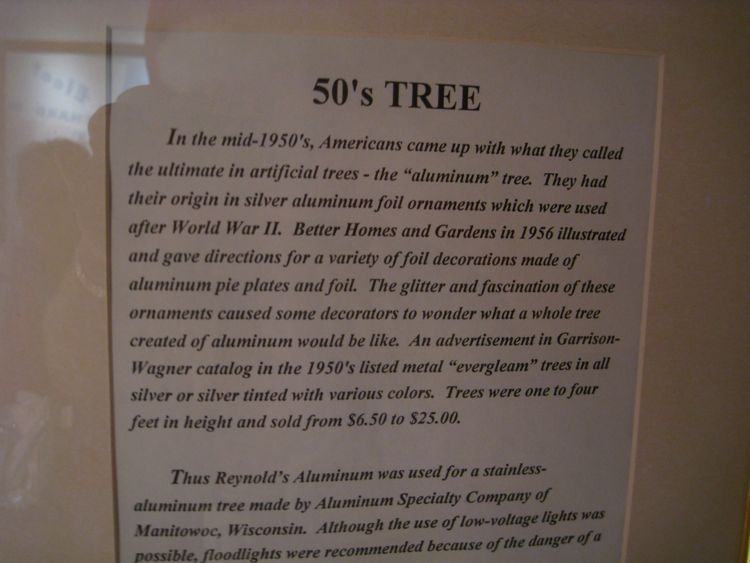 50's TREE
In the mid-1950's, Americans came up with what they called
the ultimate in artificial trees - the “aluminum” tree. They had
their origin in silver aluminum foil ornaments which were used
after World War II. Better Homes and Gardens in 1956 illustrated
and gave directions for a variety of foil decorations made of
aluminum pie plates and foil. The glitter and fascination of these
ornaments caused some decorators to wonder what a whole tree
created of aluminum would be like. An advertisement in Garrison-
Wagner catalog in the 1950's listed metal “evergleam” trees in all
silver or silver tinted with various colors. Trees were one to four
feet in height and sold from $6.50 to $25.00.
Thus Reynold's Aluminum was used for a stainless-
aluminum tree made by Aluminum Specialty Company of
Manitowoc, Wisconsin. Although the use of low-voltage lights was
possible, floodlights were recommended because of the danger of a